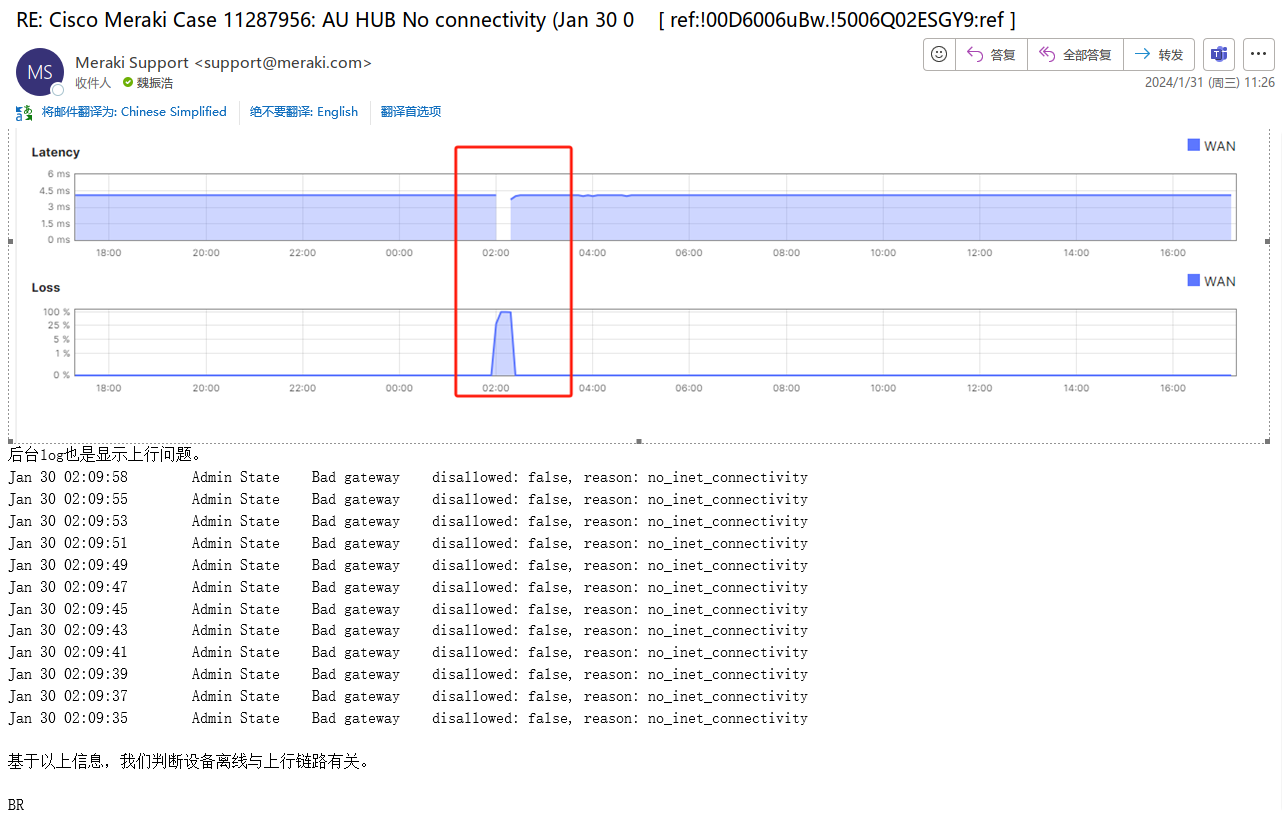 RE: Cisco Meraki Case 11287956: AU HUB No connectivity (Jan 30 0    [ ref:!00D6006uBw.!5006Q02ESGY9:ref ]
MS
Meraki Support <support@meraki.com>
收件人 魏振浩
答复 全部答复 转发
2024/1/31 (周三) 11:26
将邮件翻译为: Chinese Simplified 绝不要翻译: English 翻译首选项
Latency WAN
6 ms
4.5 ms
3 ms
1.5 ms
0 ms
18:00 20:00 22:00 00:00 02:00 04:00 06:00 08:00 10:00 12:00 14:00 16:00
Loss WAN
100 %
25 %
5 %
1 %
0 %
18:00 20:00 22:00 00:00 02:00 04:00 06:00 08:00 10:00 12:00 14:00 16:00
后台log也是显示上行问题。
Jan 30 02:09:58 Admin State Bad gateway disallowed: false, reason: no_inet_connectivity
Jan 30 02:09:55 Admin State Bad gateway disallowed: false, reason: no_inet_connectivity
Jan 30 02:09:53 Admin State Bad gateway disallowed: false, reason: no_inet_connectivity
Jan 30 02:09:51 Admin State Bad gateway disallowed: false, reason: no_inet_connectivity
Jan 30 02:09:49 Admin State Bad gateway disallowed: false, reason: no_inet_connectivity
Jan 30 02:09:47 Admin State Bad gateway disallowed: false, reason: no_inet_connectivity
Jan 30 02:09:45 Admin State Bad gateway disallowed: false, reason: no_inet_connectivity
Jan 30 02:09:43 Admin State Bad gateway disallowed: false, reason: no_inet_connectivity
Jan 30 02:09:41 Admin State Bad gateway disallowed: false, reason: no_inet_connectivity
Jan 30 02:09:39 Admin State Bad gateway disallowed: false, reason: no_inet_connectivity
Jan 30 02:09:37 Admin State Bad gateway disallowed: false, reason: no_inet_connectivity
Jan 30 02:09:35 Admin State Bad gateway disallowed: false, reason: no_inet_connectivity
基于以上信息，我们判断设备离线与上行链路有关。
BR